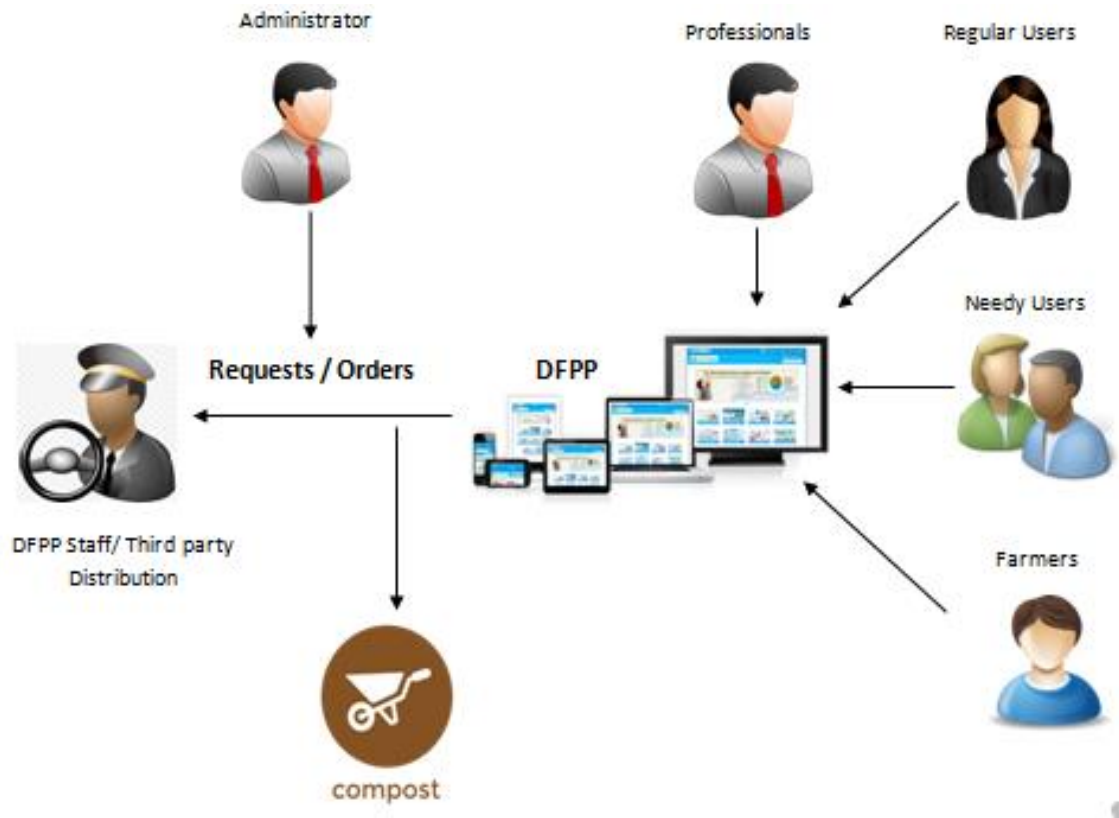 Administrator
Professionals
Regular Users
Needy Users
Requests / Orders
DFPP
DFPP Staff/ Third party
Distribution
Farmers
compost